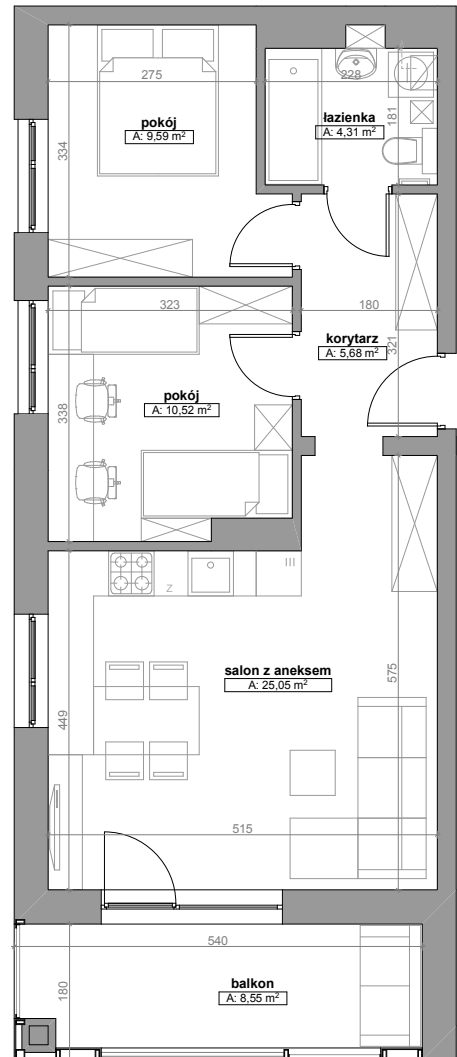 275
228
pokój
A: 9,59 m²
łazienka
A: 4,31 m²
181
334
323
180
korytarz
A: 5,68 m²
321
pokój
A: 10,52 m²
338
Z
III
salon z aneksem
A: 25,05 m²
575
449
515
540
balkon
A: 8,55 m²
180